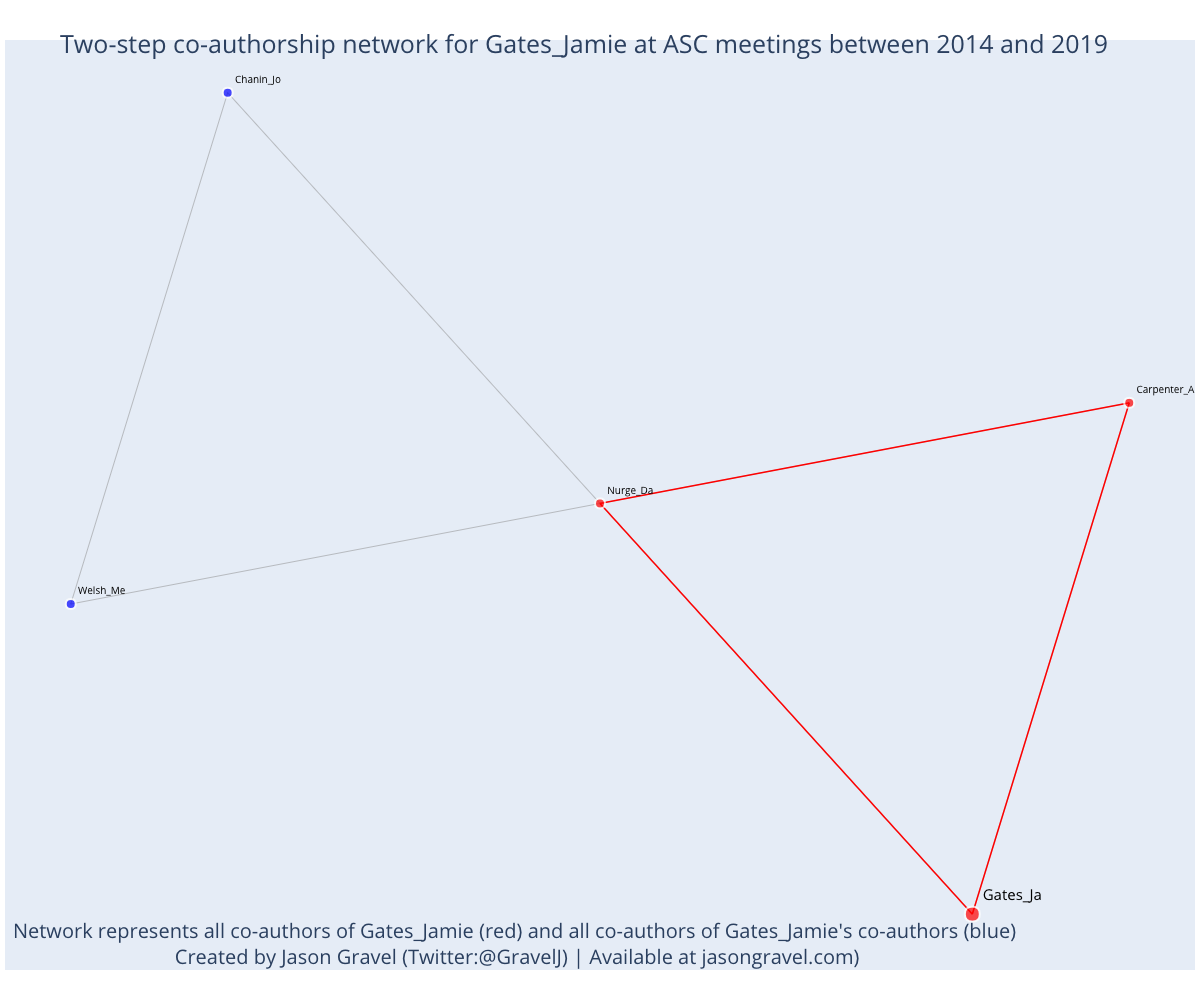 Two-step co-authorship network for Gates_Jamie at ASC meetings between 2014 and 2019
Chanin_Jo
Carpenter_A
Nurge_Da
Welsh_Me
Gates_Ja
Network represents all co-authors of Gates_Jamie (red) and all co-authors of Gates_Jamie's co-authors (blue)
Created by Jason Gravel (Twitter:@GravelJ) | Available at jasongravel.com)